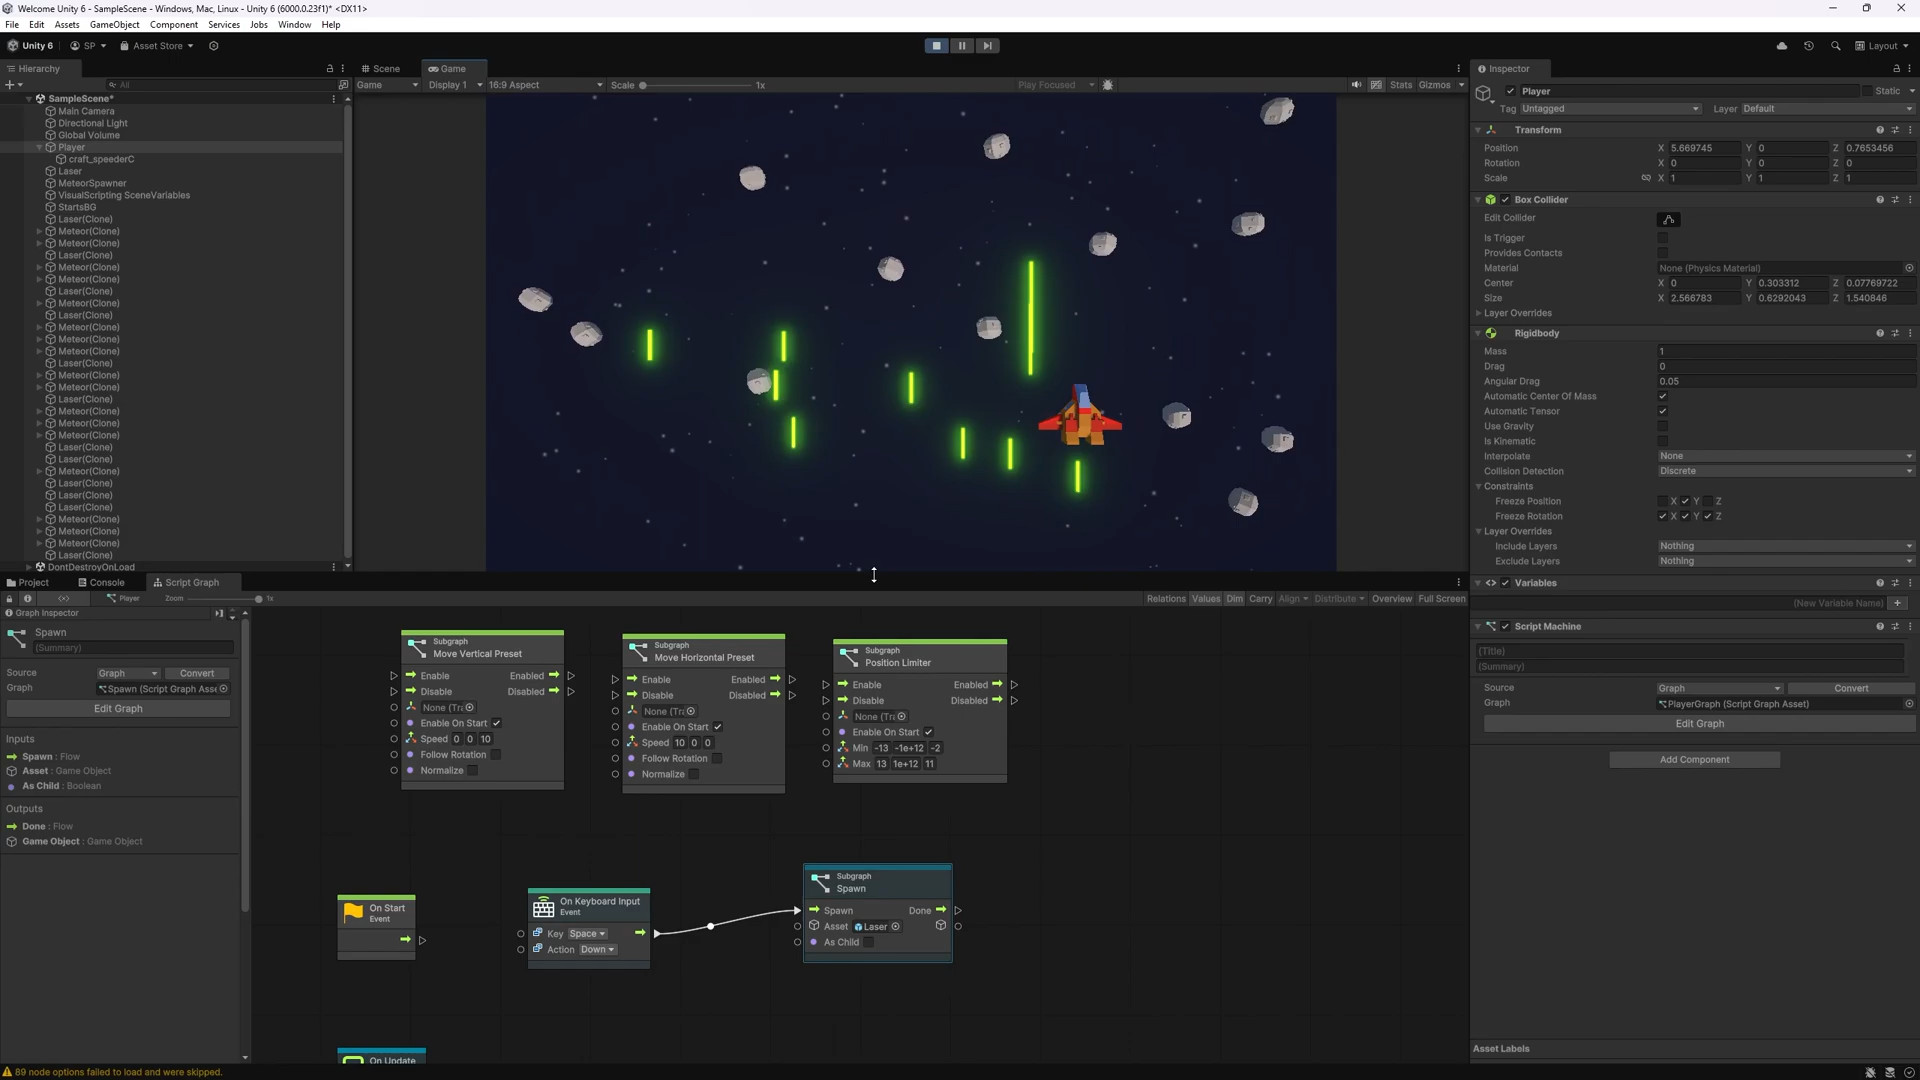 Welcome Unity 6 - SampleScene - Windows, Mac, Linux - Unity 6 (6000.0.23f1)* <DX11>
File Edit Assets GameObject Component Services Jobs Window Help
Unity 6 SP Asset Store Layout
Hierarchy Scene Game Inspector
All Game Display 1 16:9 Aspect Scale 1x Play Focused Stats Gizmos
SampleScene*
Main Camera
Directional Light
Global Volume
Player
craft_speederC
Laser
MeteorSpawner
VisualScripting SceneVariables
StartsBG
Laser(Clone)
Meteor(Clone)
Meteor(Clone)
Laser(Clone)
Meteor(Clone)
Meteor(Clone)
Laser(Clone)
Meteor(Clone)
Laser(Clone)
Meteor(Clone)
Meteor(Clone)
Meteor(Clone)
Laser(Clone)
Meteor(Clone)
Meteor(Clone)
Laser(Clone)
Meteor(Clone)
Meteor(Clone)
Meteor(Clone)
Laser(Clone)
Laser(Clone)
Meteor(Clone)
Laser(Clone)
Laser(Clone)
Laser(Clone)
Meteor(Clone)
Meteor(Clone)
Meteor(Clone)
Laser(Clone)
DontDestroyOnLoad
Player Static
Tag Untagged Layer Default
Transform
Position X 5.669745 Y 0 Z 0.7653456
Rotation X 0 Y 0 Z 0
Scale X 1 Y 1 Z 1
Box Collider
Edit Collider
Is Trigger
Provides Contacts
Material None (Physics Material)
Center X 0 Y 0.303312 Z 0.07769722
Size X 2.566783 Y 0.6292043 Z 1.540846
Layer Overrides
Rigidbody
Mass 1
Drag 0
Angular Drag 0.05
Automatic Center Of Mass
Automatic Tensor
Use Gravity
Is Kinematic
Interpolate None
Collision Detection Discrete
Constraints
Freeze Position X Y Z
Freeze Rotation X Y Z
Layer Overrides
Include Layers Nothing
Exclude Layers Nothing
Variables
(New Variable Name) +
Script Machine
(Title)
(Summary)
Source Graph Convert
Graph PlayerGraph (Script Graph Asset)
Edit Graph
Add Component
Asset Labels
Project Console Script Graph
Player Zoom 1x Relations Values Dim Carry Align Distribute Overview Full Screen
Graph Inspector
Spawn
(Summary)
Source Graph Convert
Graph Spawn (Script Graph Asse
Edit Graph
Inputs
Spawn : Flow
Asset : Game Object
As Child : Boolean
Outputs
Done : Flow
Game Object : Game Object
Subgraph
Move Vertical Preset
Enable Enabled
Disable Disabled
None (Tra
Enable On Start
Speed 0 0 10
Follow Rotation
Normalize
Subgraph
Move Horizontal Preset
Enable Enabled
Disable Disabled
None (Tra
Enable On Start
Speed 10 0 0
Follow Rotation
Normalize
Subgraph
Position Limiter
Enable Enabled
Disable Disabled
None (Tra
Enable On Start
Min -13 -1e+12 -2
Max 13 1e+12 11
On Start
Event
On Keyboard Input
Event
Key Space
Action Down
Subgraph
Spawn
Spawn Done
Asset Laser
As Child
On Update
89 node options failed to load and were skipped.